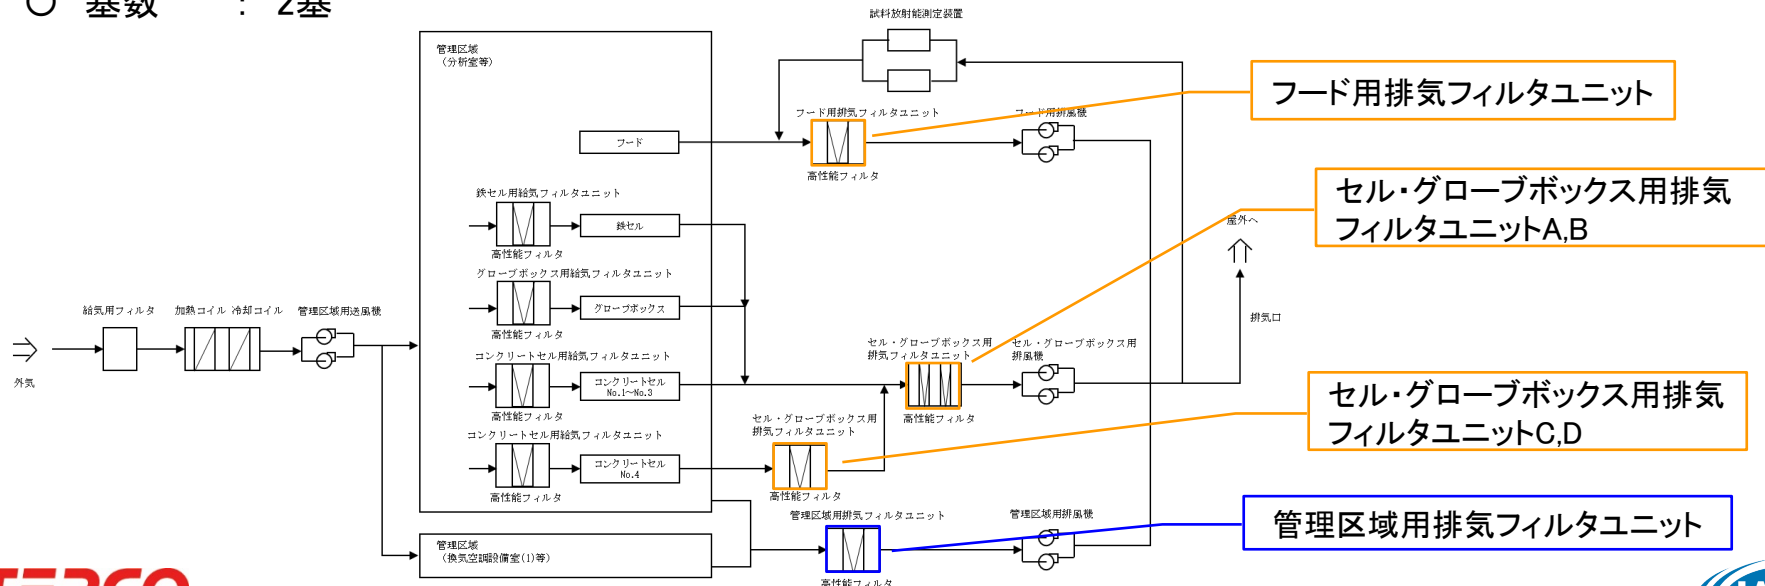 ○ 基数 : 2基
試料放射能測定装置
管理区域
(分析室等)
フード用排気フィルタユニット
フード用排風機
フード用排気フィルタユニット
フード
高性能フィルタ
セル・グローブボックス用排気
フィルタユニットA,B
鉄セル用給気フィルタユニット
鉄セル
屋外へ
高性能フィルタ
グローブボックス用給気フィルタユニット
グローブボックス
給気用フィルタ
加熱コイル 冷却コイル
管理区域用送風機
排気口
高性能フィルタ
外気
コンクリートセル用給気フィルタユニット
コンクリートセル
No.1~No.3
セル・グローブボックス用
排気フィルタユニット
セル・グローブボックス用
排風機
高性能フィルタ
高性能フィルタ
セル・グローブボックス用排気
フィルタユニットC,D
セル・グローブボックス用
排気フィルタユニット
コンクリートセル用給気フィルタユニット
コンクリートセル
No.4
高性能フィルタ
高性能フィルタ
管理区域用排気フィルタユニット
管理区域用排風機
管理区域用排気フィルタユニット
管理区域
(換気空調設備室(1)等)
高性能フィルタ
TEPCO